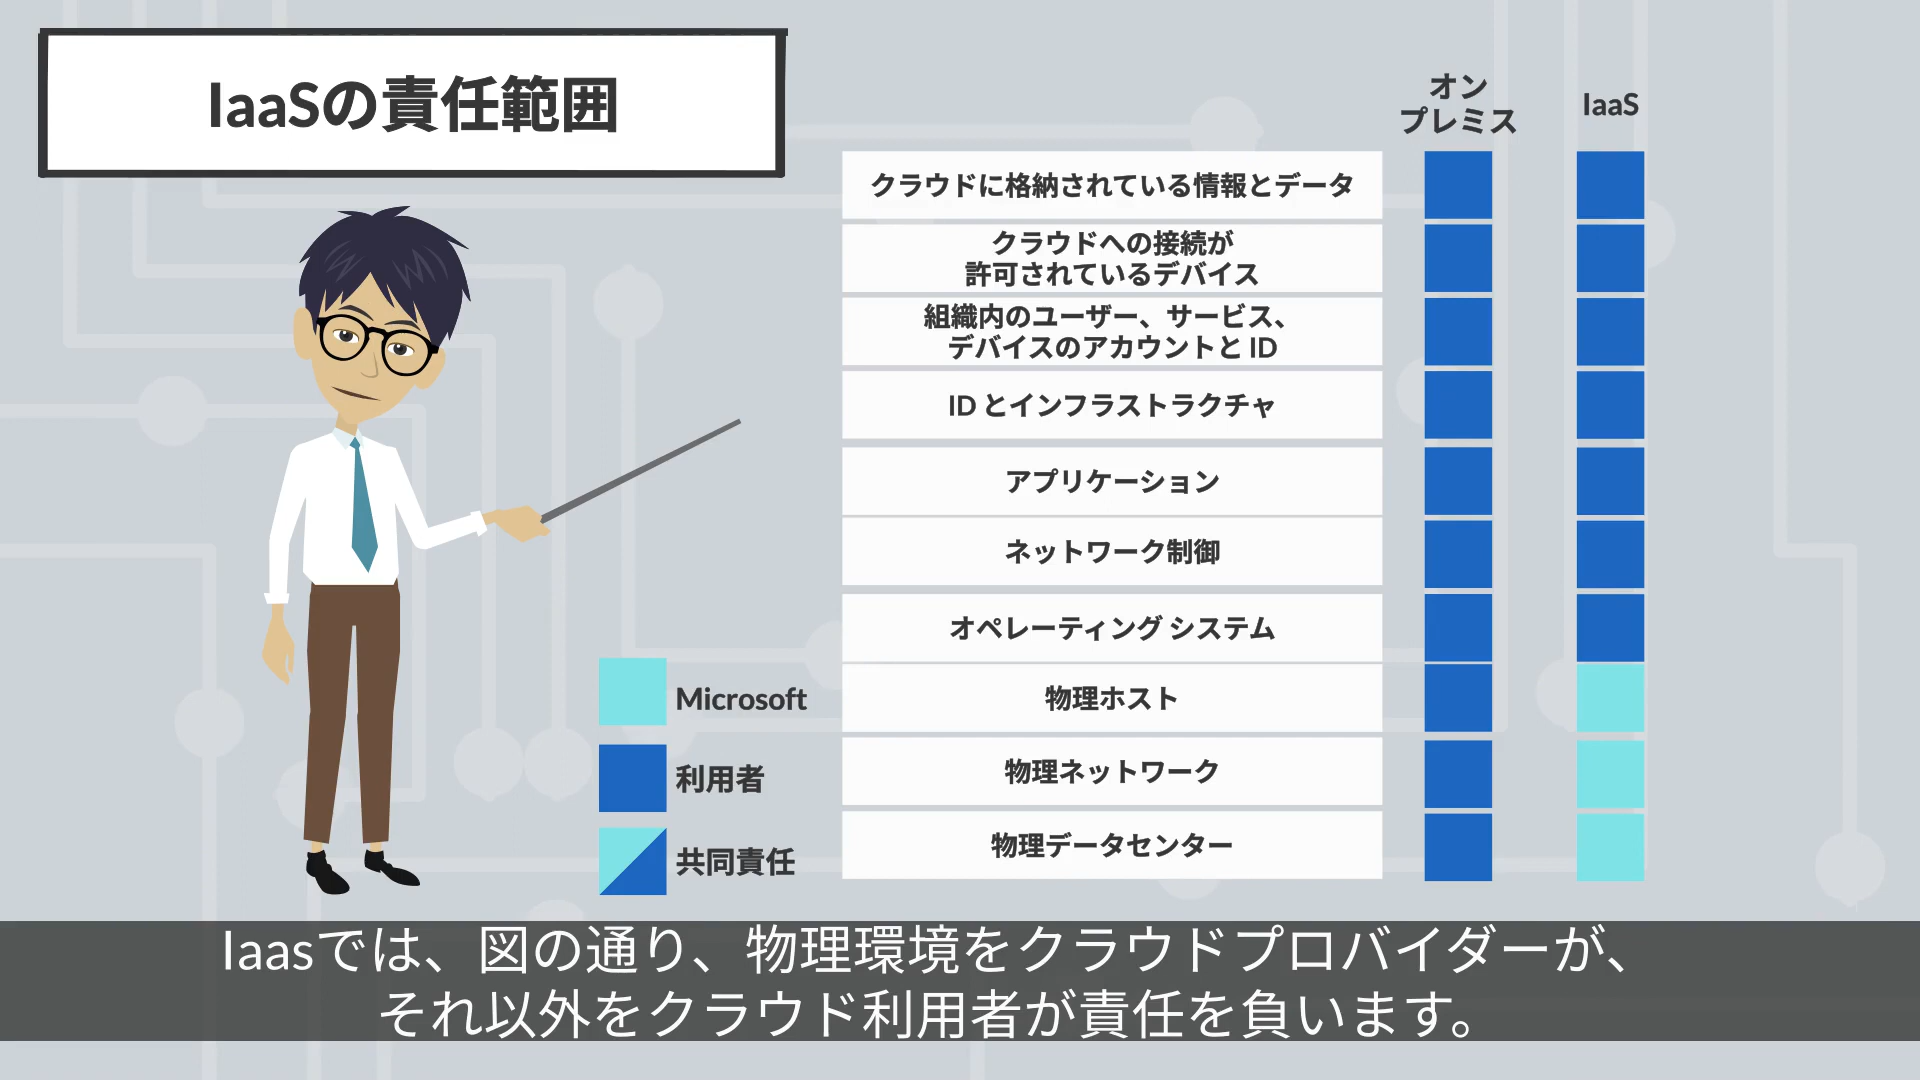 IaaSの責任範囲
オン
プレミス
IaaS
クラウドに格納されている情報とデータ
クラウドへの接続が
許可されているデバイス
組織内のユーザー、サービス、
デバイスのアカウントと ID
ID とインフラストラクチャ
アプリケーション
ネットワーク制御
オペレーティング システム
物理ホスト
物理ネットワーク
物理データセンター
Microsoft
利用者
共同責任
Iaasでは、図の通り、物理環境をクラウドプロバイダーが、
それ以外をクラウド利用者が責任を負います。